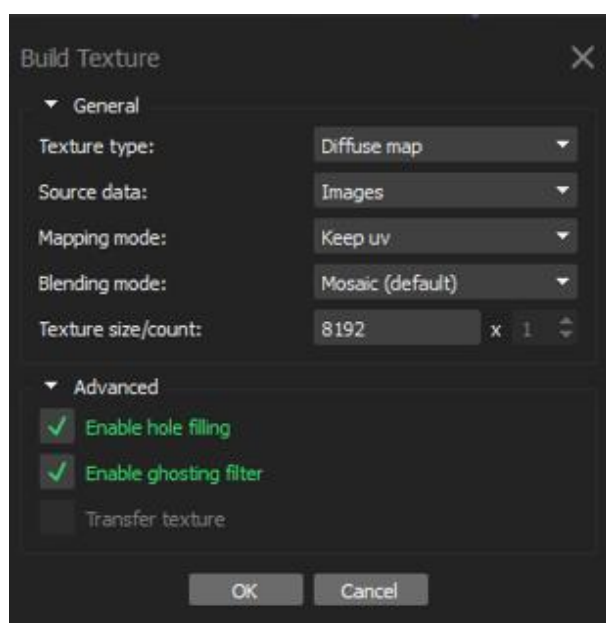 Build Texture
General
Texture type: Diffuse map
Source data: Images
Mapping mode: Keep uv
Blending mode: Mosaic (default)
Texture size/count: 8192 x 1
Advanced
Enable hole filling
Enable ghosting filter
Transfer texture
OK Cancel